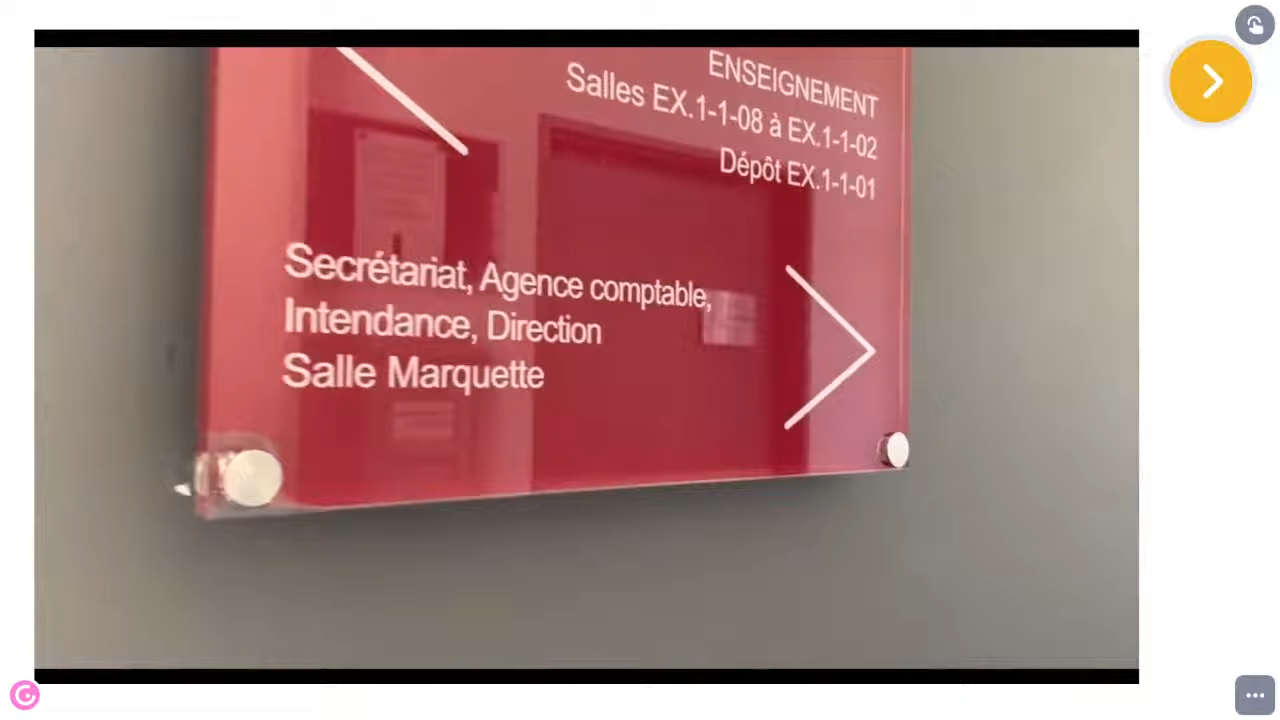 ENSEIGNEMENT
Salles EX.1-1-08 à EX.1-1-02
Dépôt EX.1-1-01
Secrétariat, Agence comptable,
Intendance, Direction
Salle Marquette